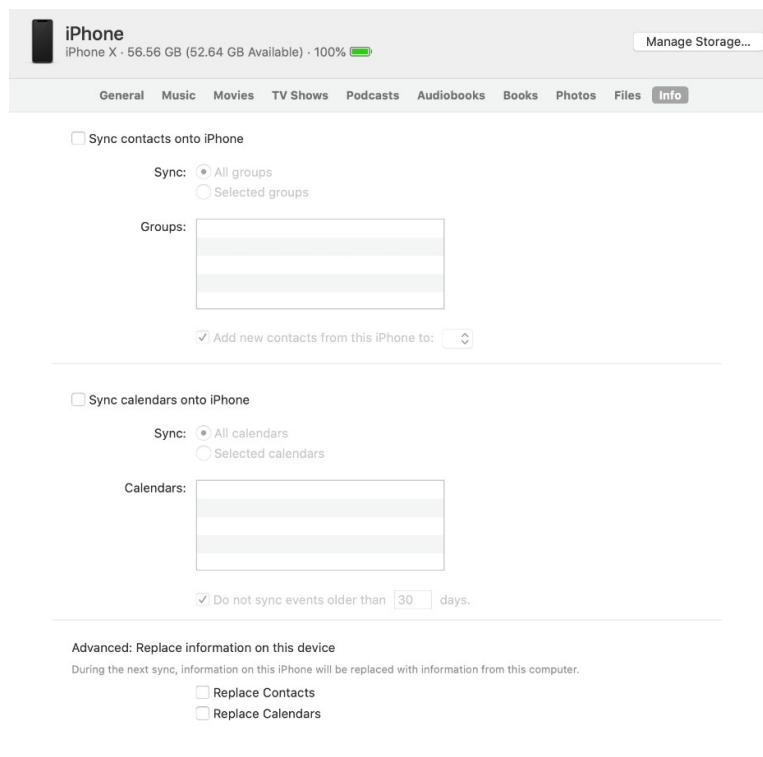 iPhone
iPhone X · 56.56 GB (52.64 GB Available) · 100%
Manage Storage...
General Music Movies TV Shows Podcasts Audiobooks Books Photos Files Info
Sync contacts onto iPhone
Sync: All groups
Selected groups
Groups:
Add new contacts from this iPhone to:
Sync calendars onto iPhone
Sync: All calendars
Selected calendars
Calendars:
Do not sync events older than 30 days.
Advanced: Replace information on this device
During the next sync, information on this iPhone will be replaced with information from this computer.
Replace Contacts
Replace Calendars